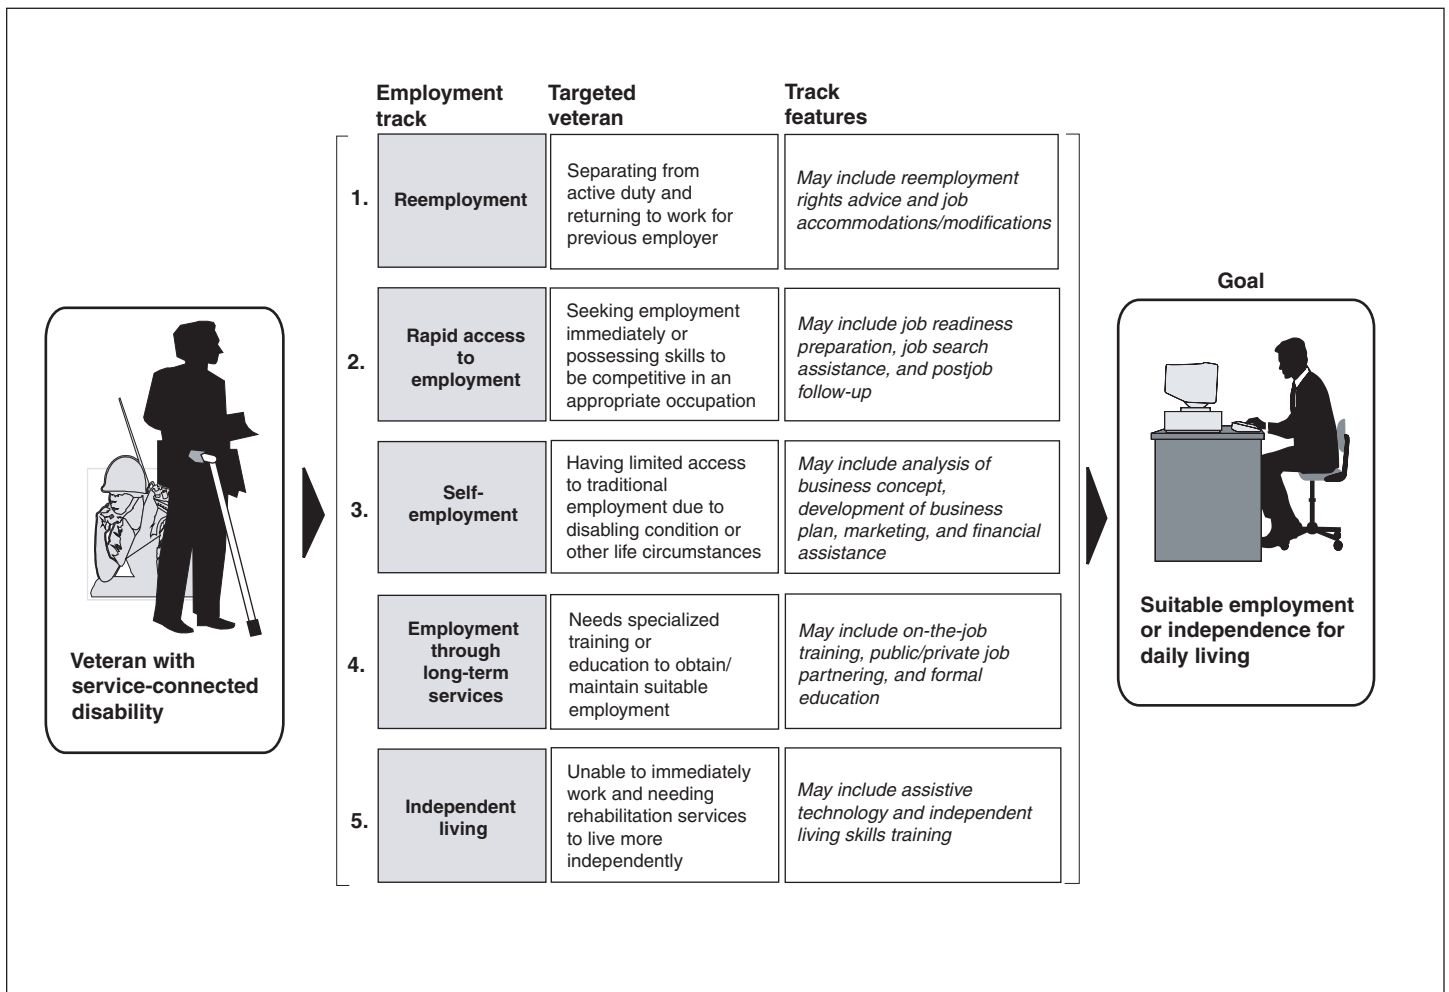 Employment
track
Targeted
veteran
Track
features
1.
Reemployment
Separating from
active duty and
returning to work for
previous employer
May include reemployment
rights advice and job
accommodations/modifications
2.
Rapid access
to
employment
Seeking employment
immediately or
possessing skills to
be competitive in an
appropriate occupation
May include job readiness
preparation, job search
assistance, and postjob
follow-up
3.
Self-
employment
Having limited access
to traditional
employment due to
disabling condition or
other life circumstances
May include analysis of
business concept,
development of business
plan, marketing, and financial
assistance
4.
Employment
through
long-term
services
Needs specialized
training or
education to obtain/
maintain suitable
employment
May include on-the-job
training, public/private job
partnering, and formal
education
5.
Independent
living
Unable to immediately
work and needing
rehabilitation services
to live more
independently
May include assistive
technology and independent
living skills training
Veteran with
service-connected
disability
Goal
Suitable employment
or independence for
daily living